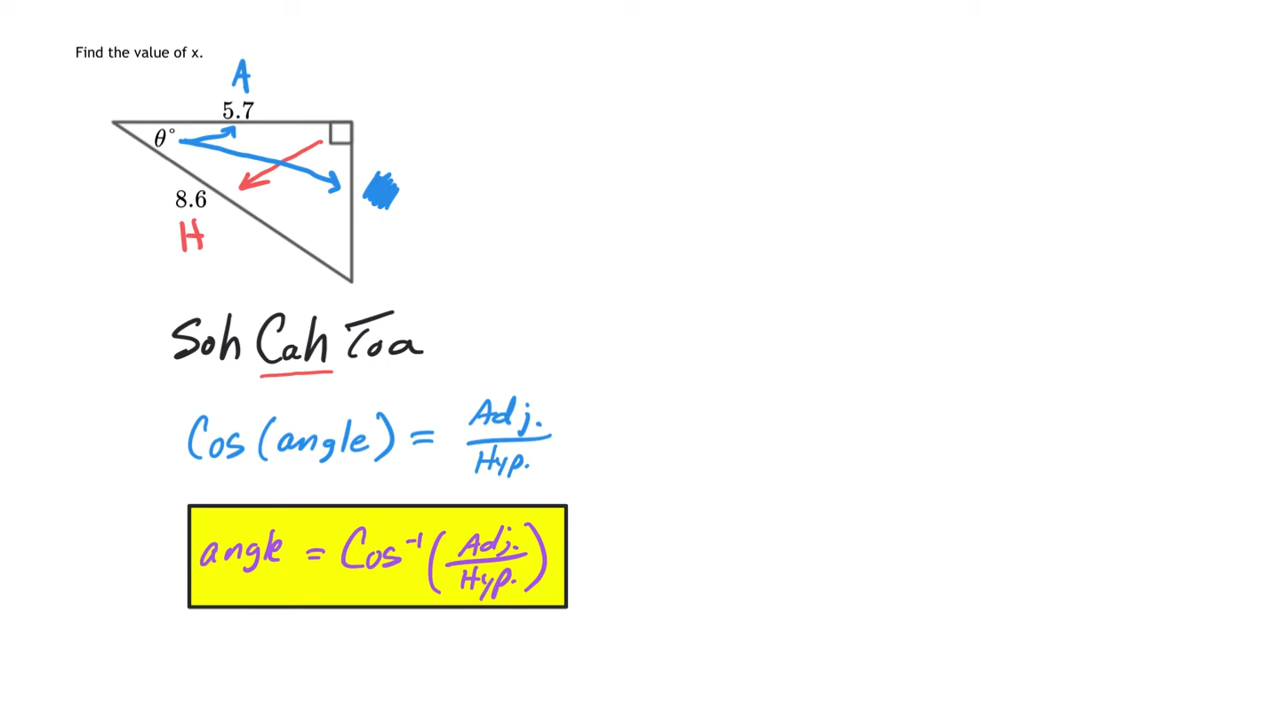 Find the value of x.
A
5.7
θ°
8.6
H
Soh Cah Toa
Cos (angle) = Adj. / Hyp.
angle = Cos⁻¹ (Adj. / Hyp.)